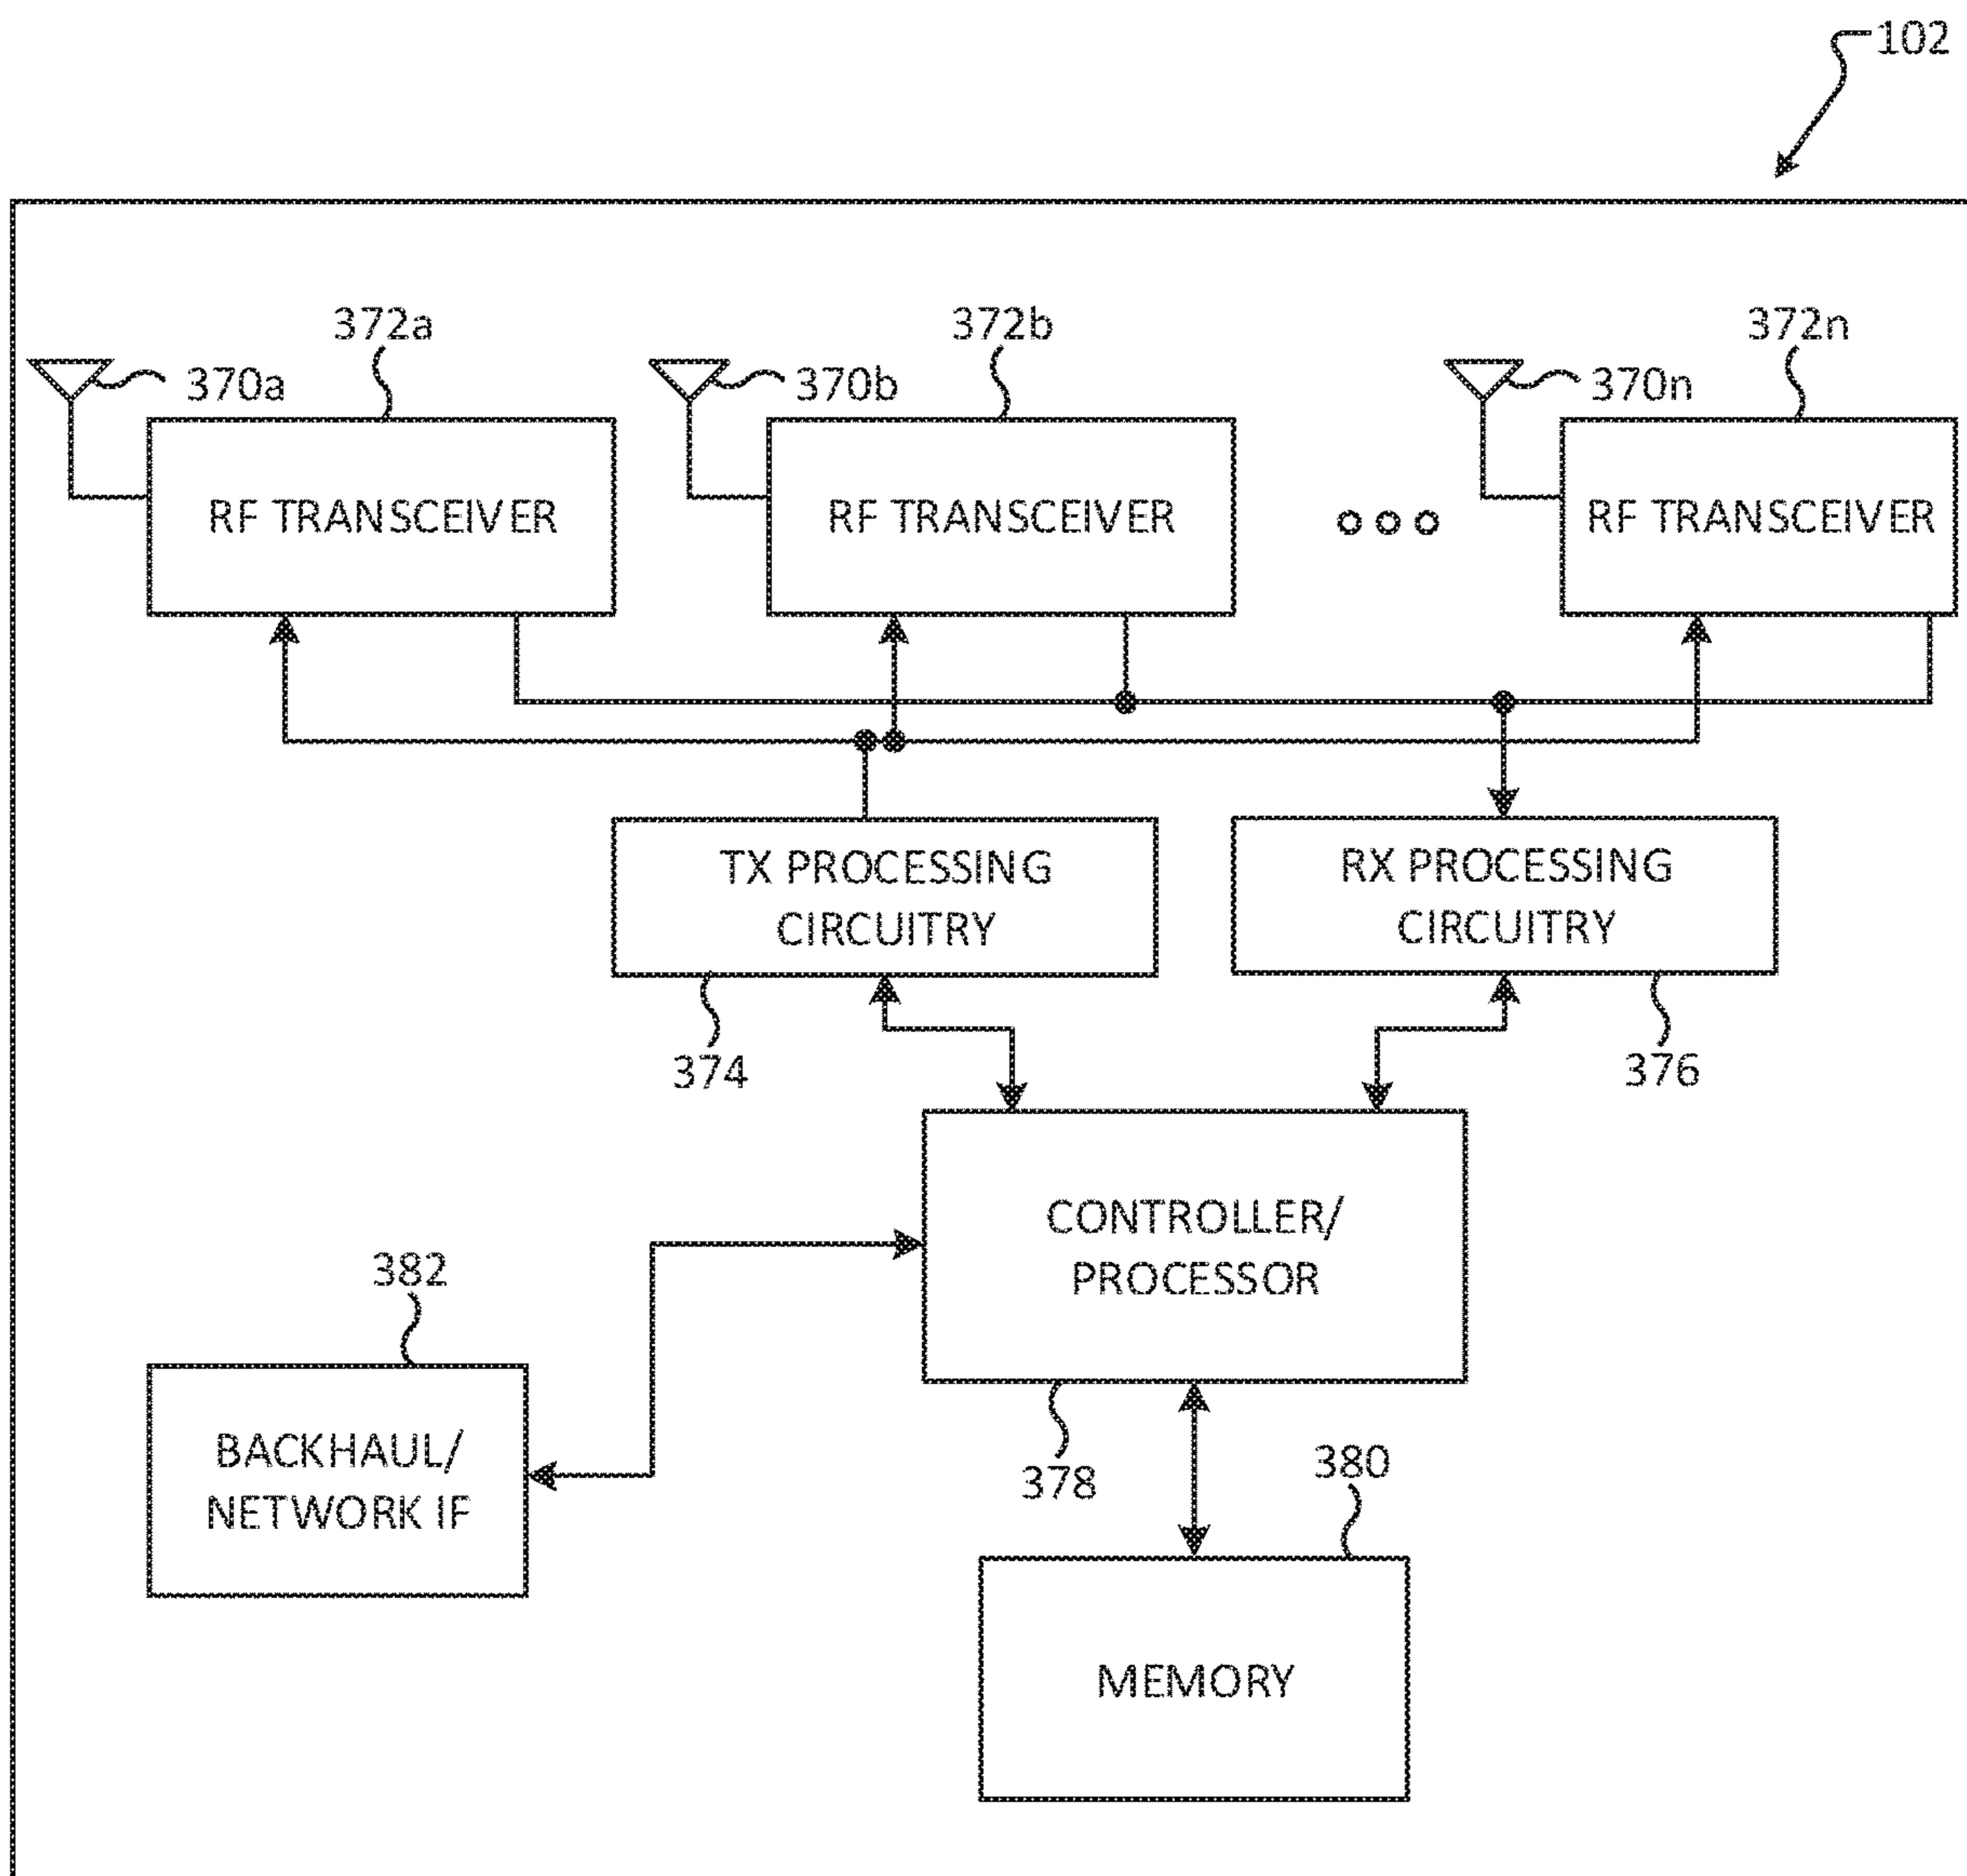 102
372a
372b
372n
370a
370b
370n
RF TRANSCEIVER
RF TRANSCEIVER
RF TRANSCEIVER
TX PROCESSING
CIRCUITRY
RX PROCESSING
CIRCUITRY
374
376
CONTROLLER/
PROCESSOR
382
BACKHAUL/
NETWORK IF
378
380
MEMORY